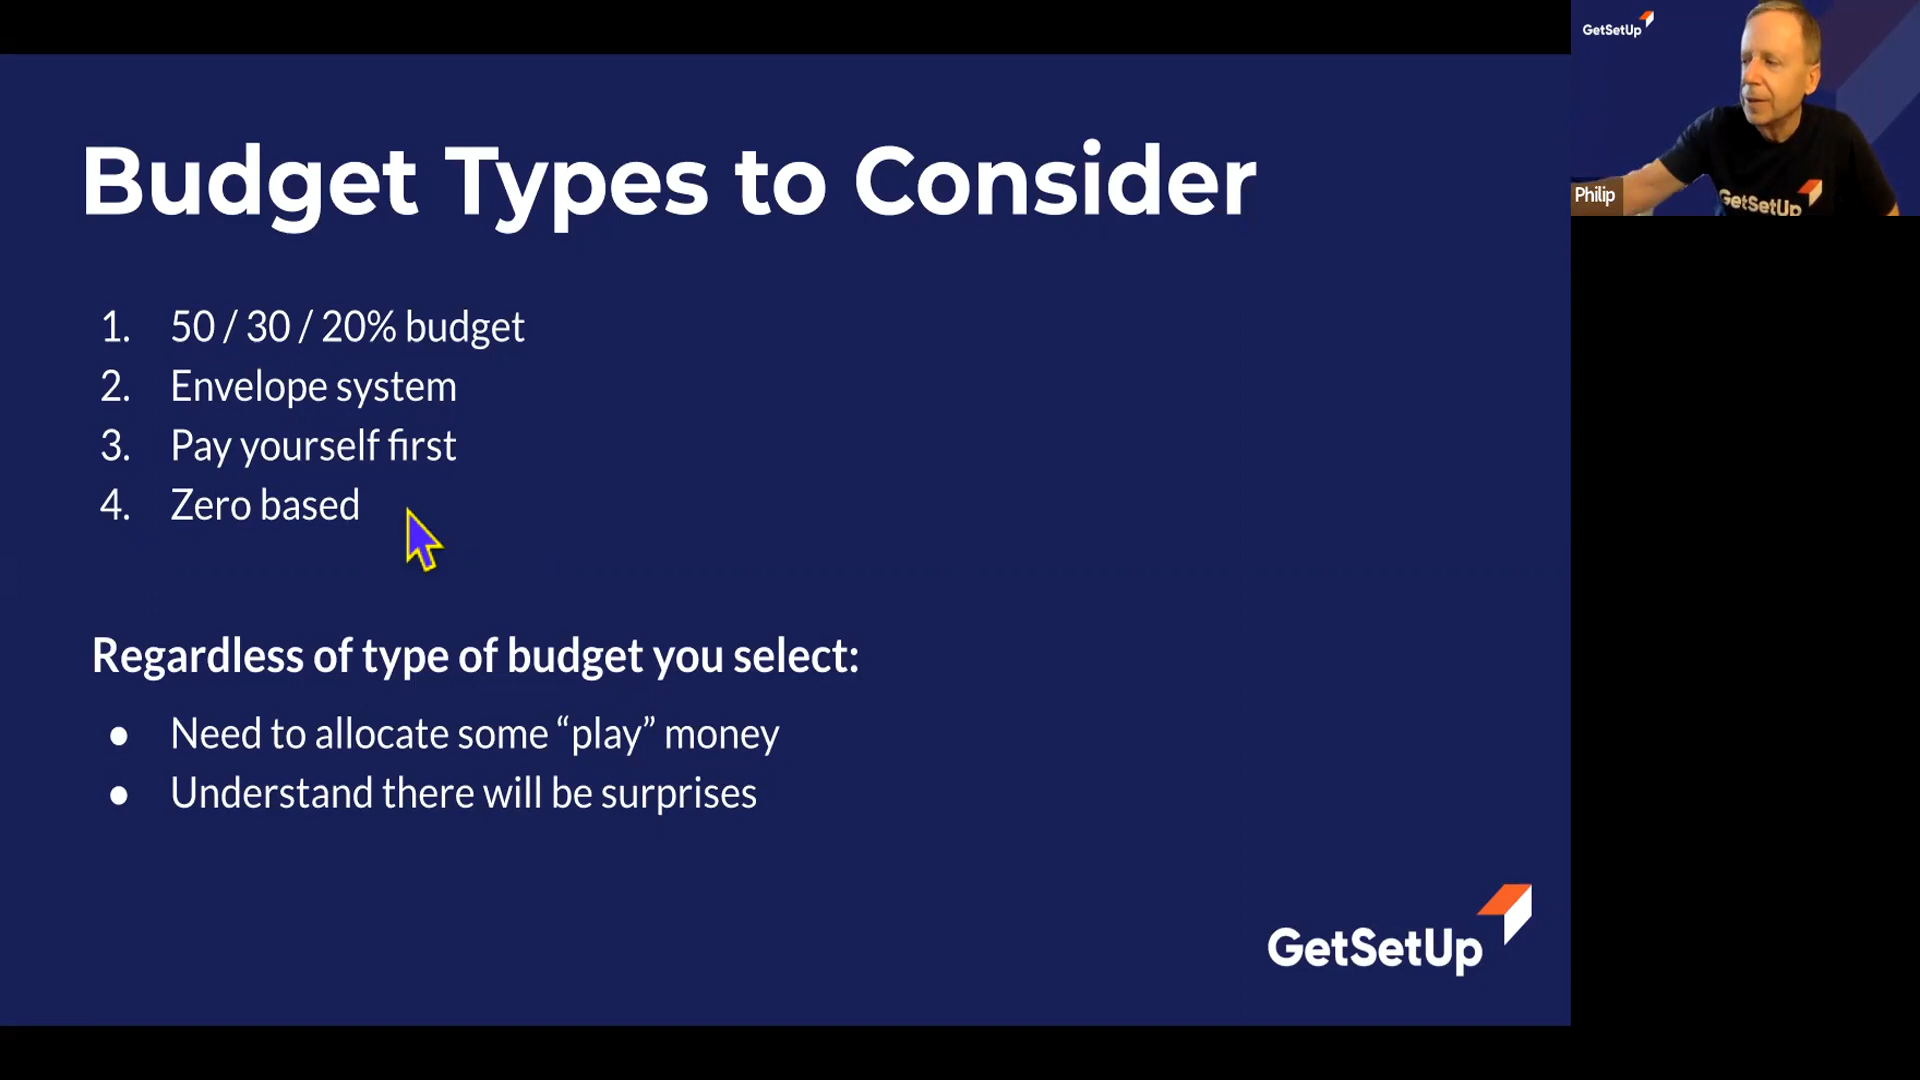 Budget Types to Consider
1. 50 / 30 / 20% budget
2. Envelope system
3. Pay yourself first
4. Zero based
Regardless of type of budget you select:
● Need to allocate some “play” money
● Understand there will be surprises
GetSetUp
GetSetUp
Philip
GetSetUp